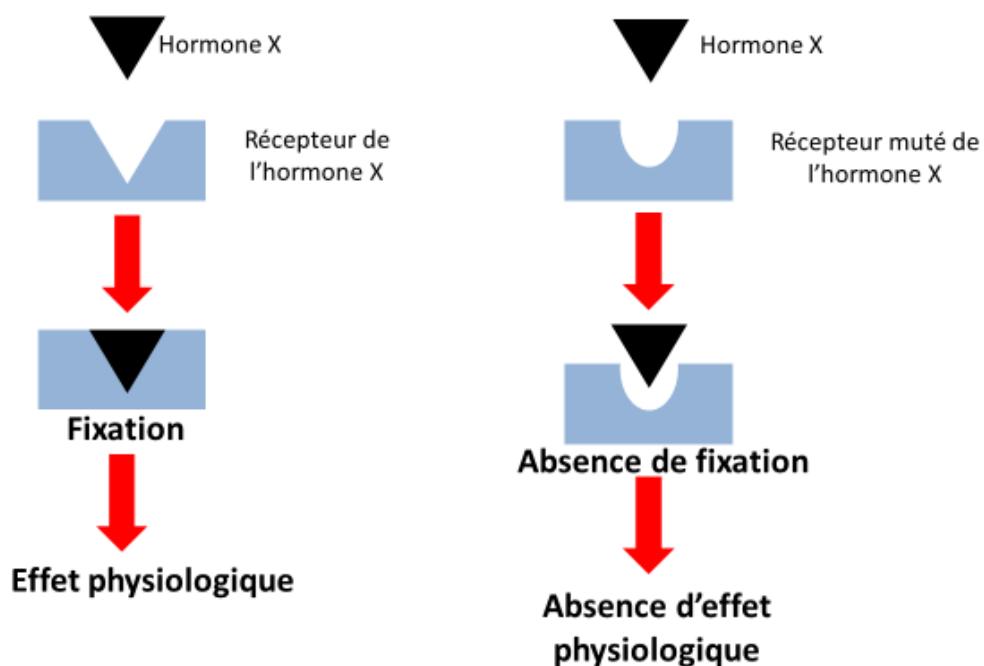 Hormone X
Récepteur de
l'hormone X
Fixation
Effet physiologique
Hormone X
Récepteur muté de
l'hormone X
Absence de fixation
Absence d'effet
physiologique